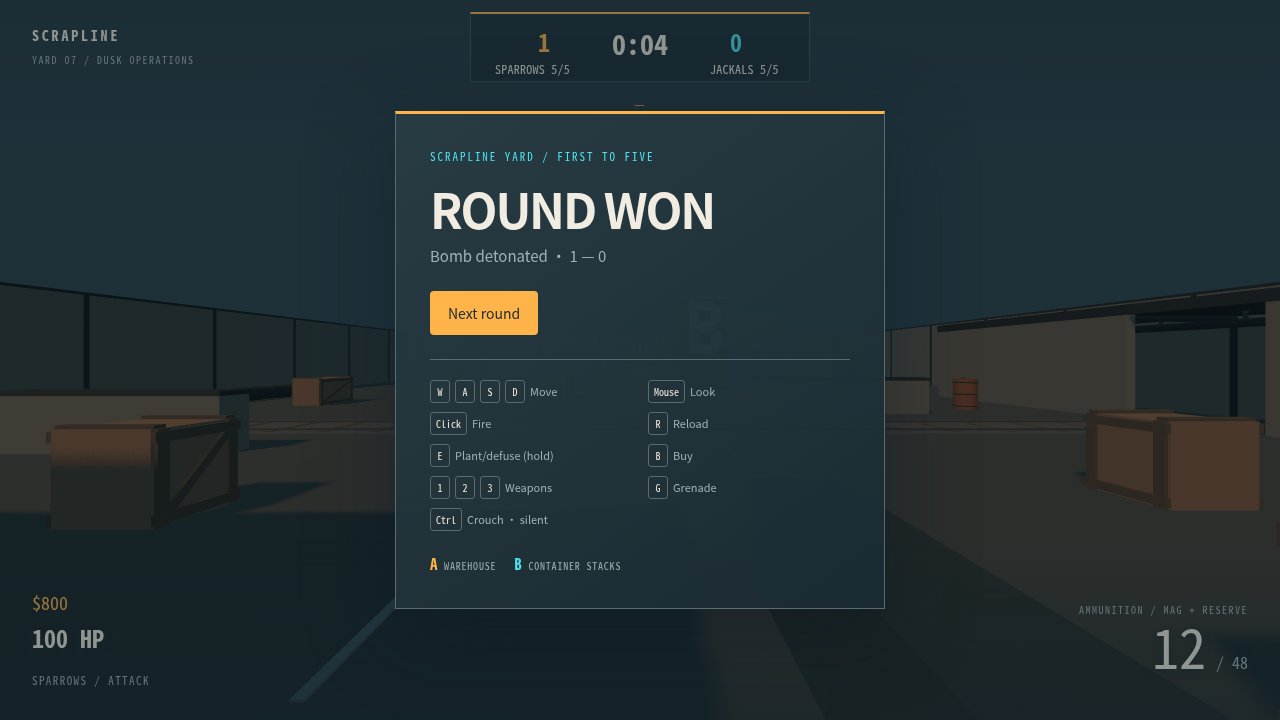 SCRAPLINE
YARD 07 / DUSK OPERATIONS
1 0:04 0
SPARROWS 5/5 JACKALS 5/5
SCRAPLINE YARD / FIRST TO FIVE
ROUND WON
Bomb detonated · 1 — 0
B
Next round
W A S D Move Mouse Look
Click Fire R Reload
E Plant/defuse (hold) B Buy
1 2 3 Weapons G Grenade
Ctrl Crouch · silent
A WAREHOUSE B CONTAINER STACKS
$800
100 HP
SPARROWS / ATTACK
AMMUNITION / MAG + RESERVE
12 / 48